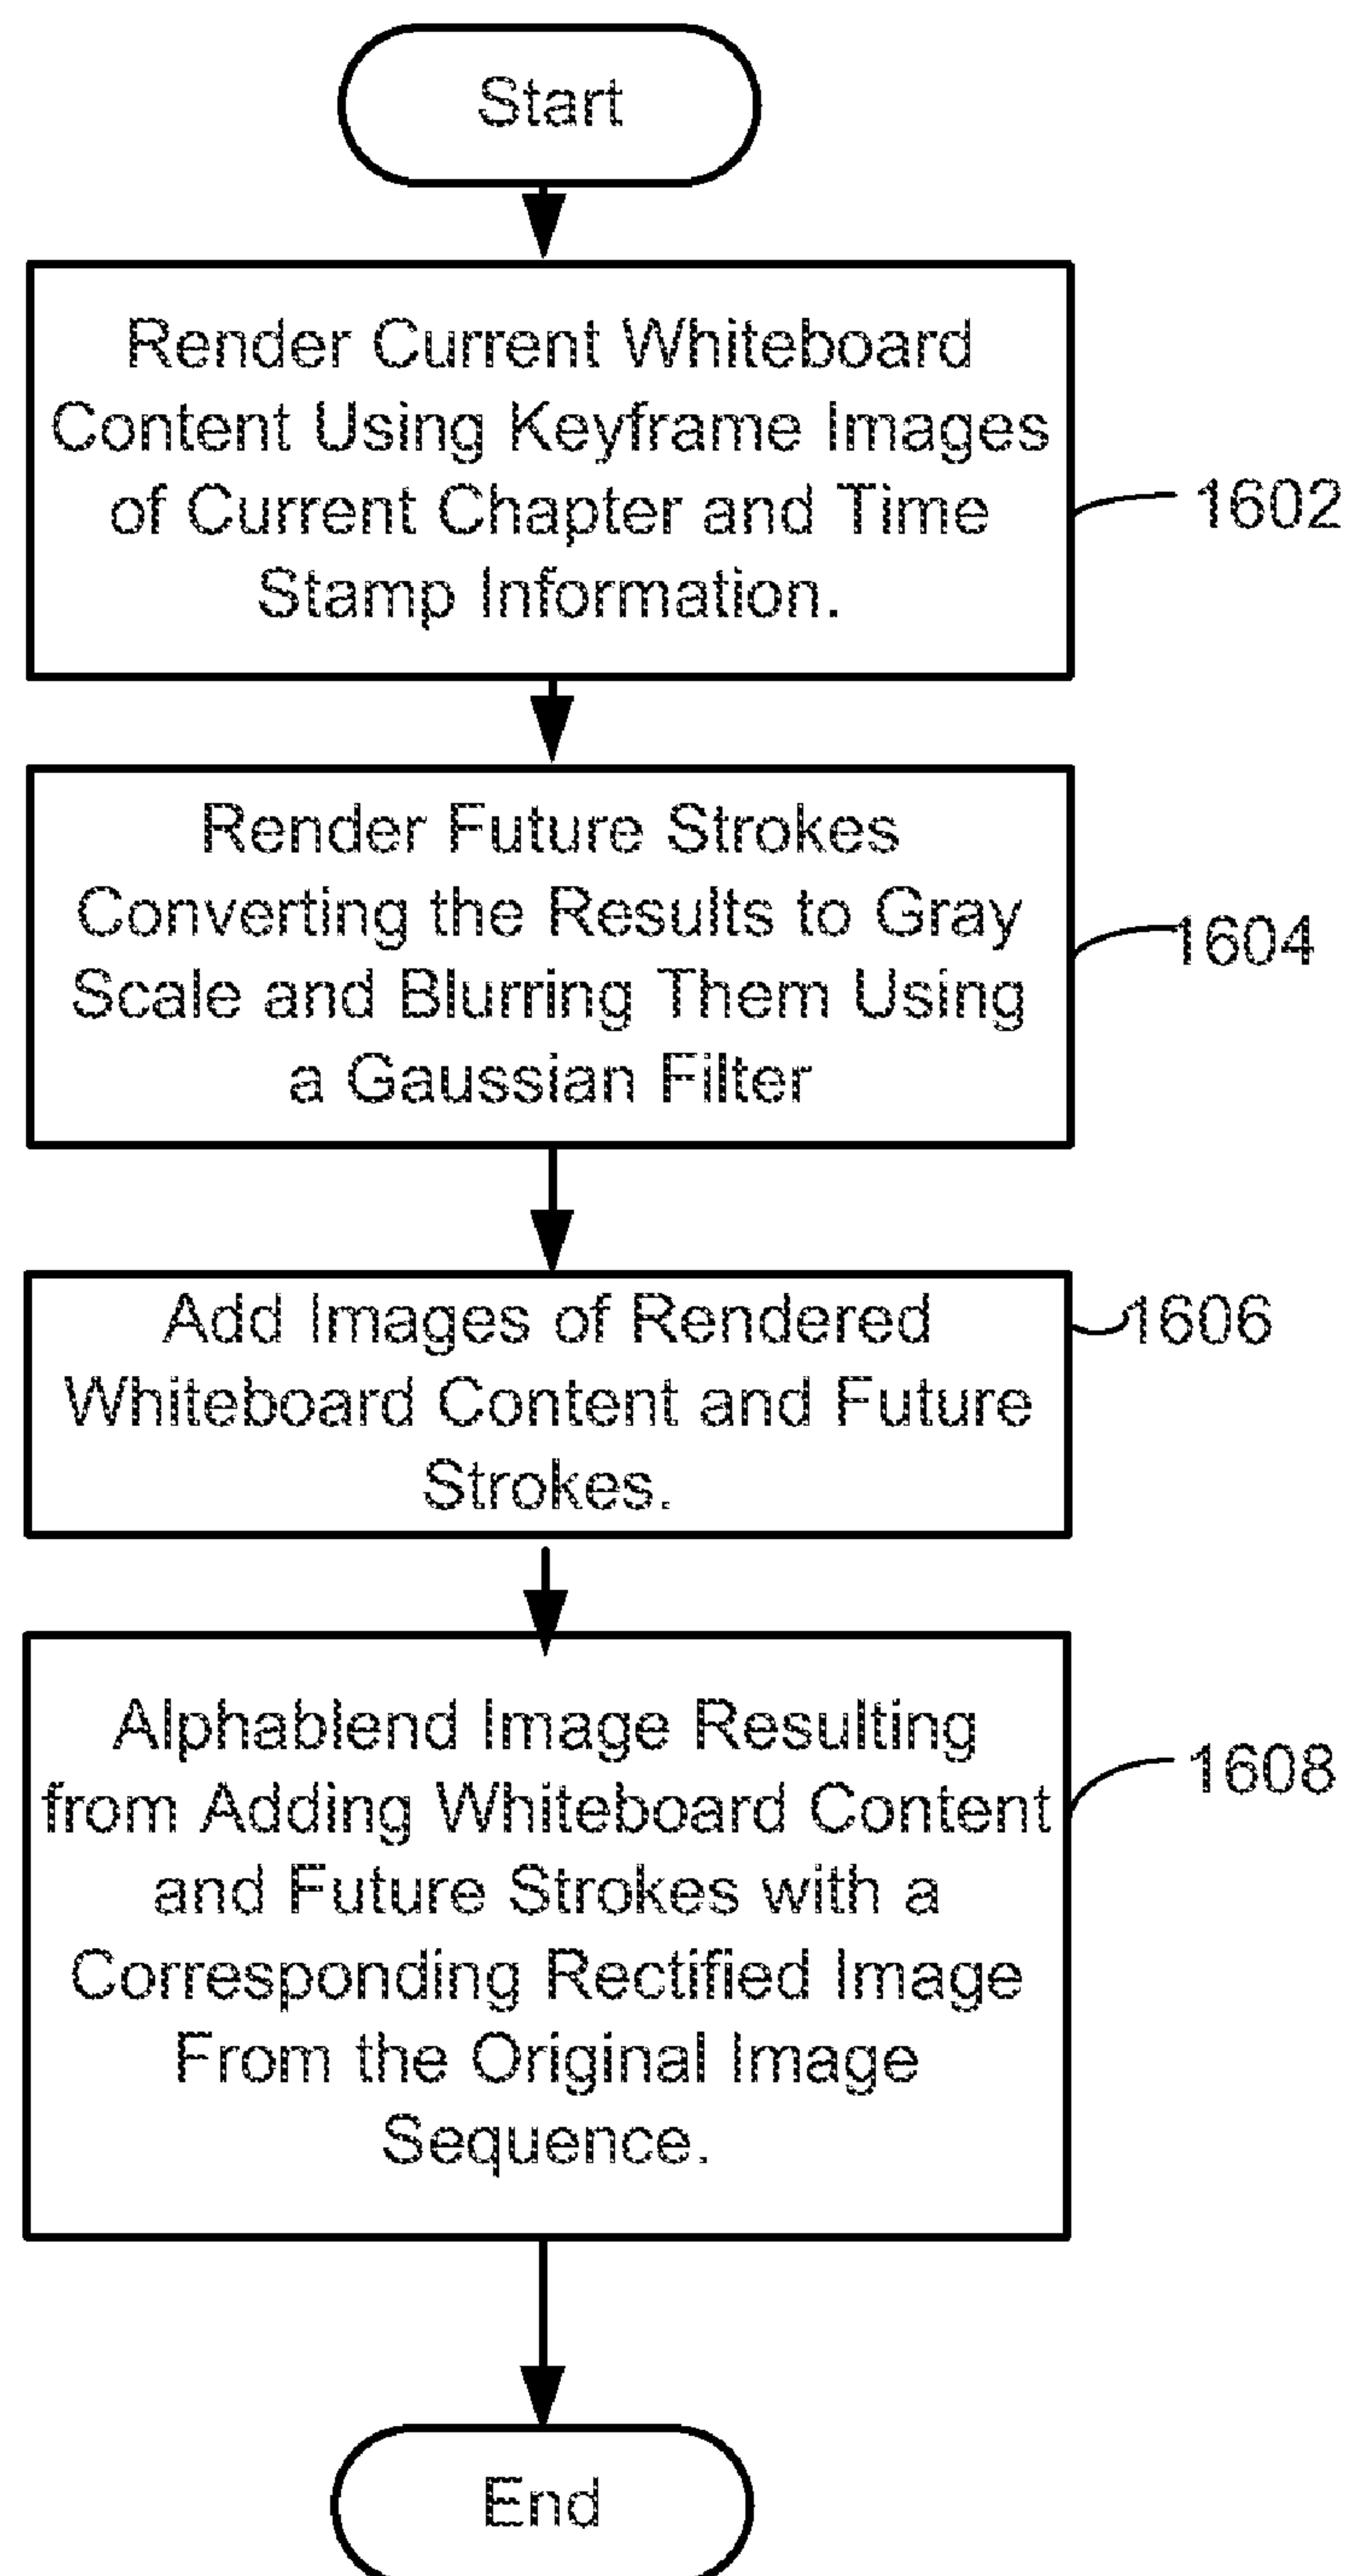 Start
Render Current Whiteboard
Content Using Keyframe Images
of Current Chapter and Time
Stamp Information.
1602
Render Future Strokes
Converting the Results to Gray
Scale and Blurring Them Using
a Gaussian Filter
1604
Add Images of Rendered
Whiteboard Content and Future
Strokes.
1606
Alphablend Image Resulting
from Adding Whiteboard Content
and Future Strokes with a
Corresponding Rectified Image
From the Original Image
Sequence.
1608
End